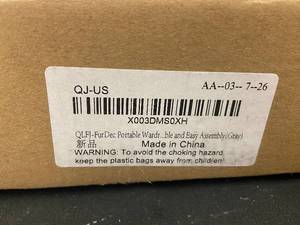 QJ-US AA--03-- 7--26
X003DMS0XH
QLFJ-FurDec Portable Wardr...ble and Easy Assembly(Gray)
新品 Made in China
WARNING: To avoid the choking hazard,
keep the plastic bags away from children!